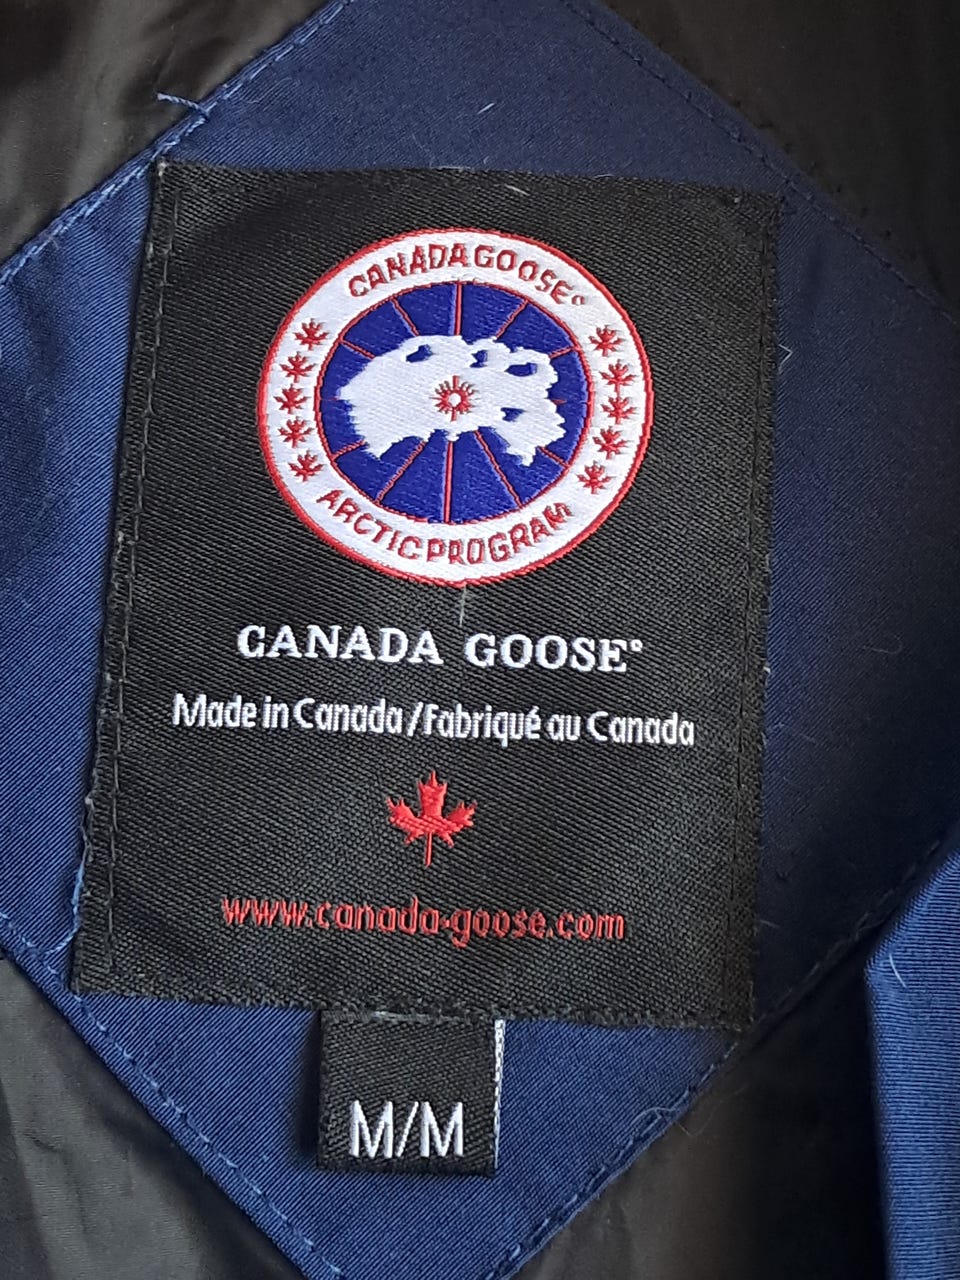 CANADA GOOSE®
ARCTIC PROGRAM
CANADA GOOSE®
Made in Canada/Fabriqué au Canada
www.canada-goose.com
M/M